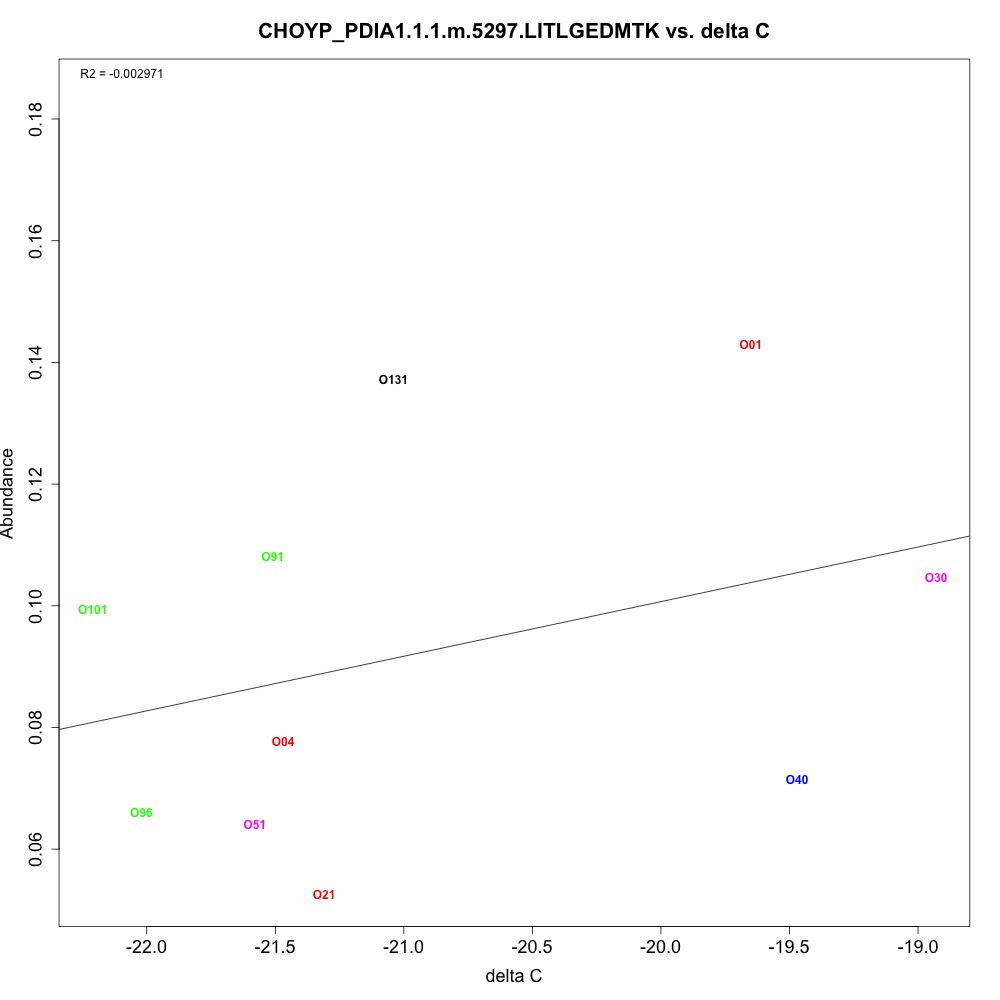 CHOYP_PDIA1.1.1.m.5297.LITLGEDMTK vs. delta C
R2 = -0.002971
0.18
0.16
0.14
0.12
0.10
0.08
0.06
Abundance
O01
O131
O91
O30
O101
O04
O40
O96
O51
O21
-22.0 -21.5 -21.0 -20.5 -20.0 -19.5 -19.0
delta C